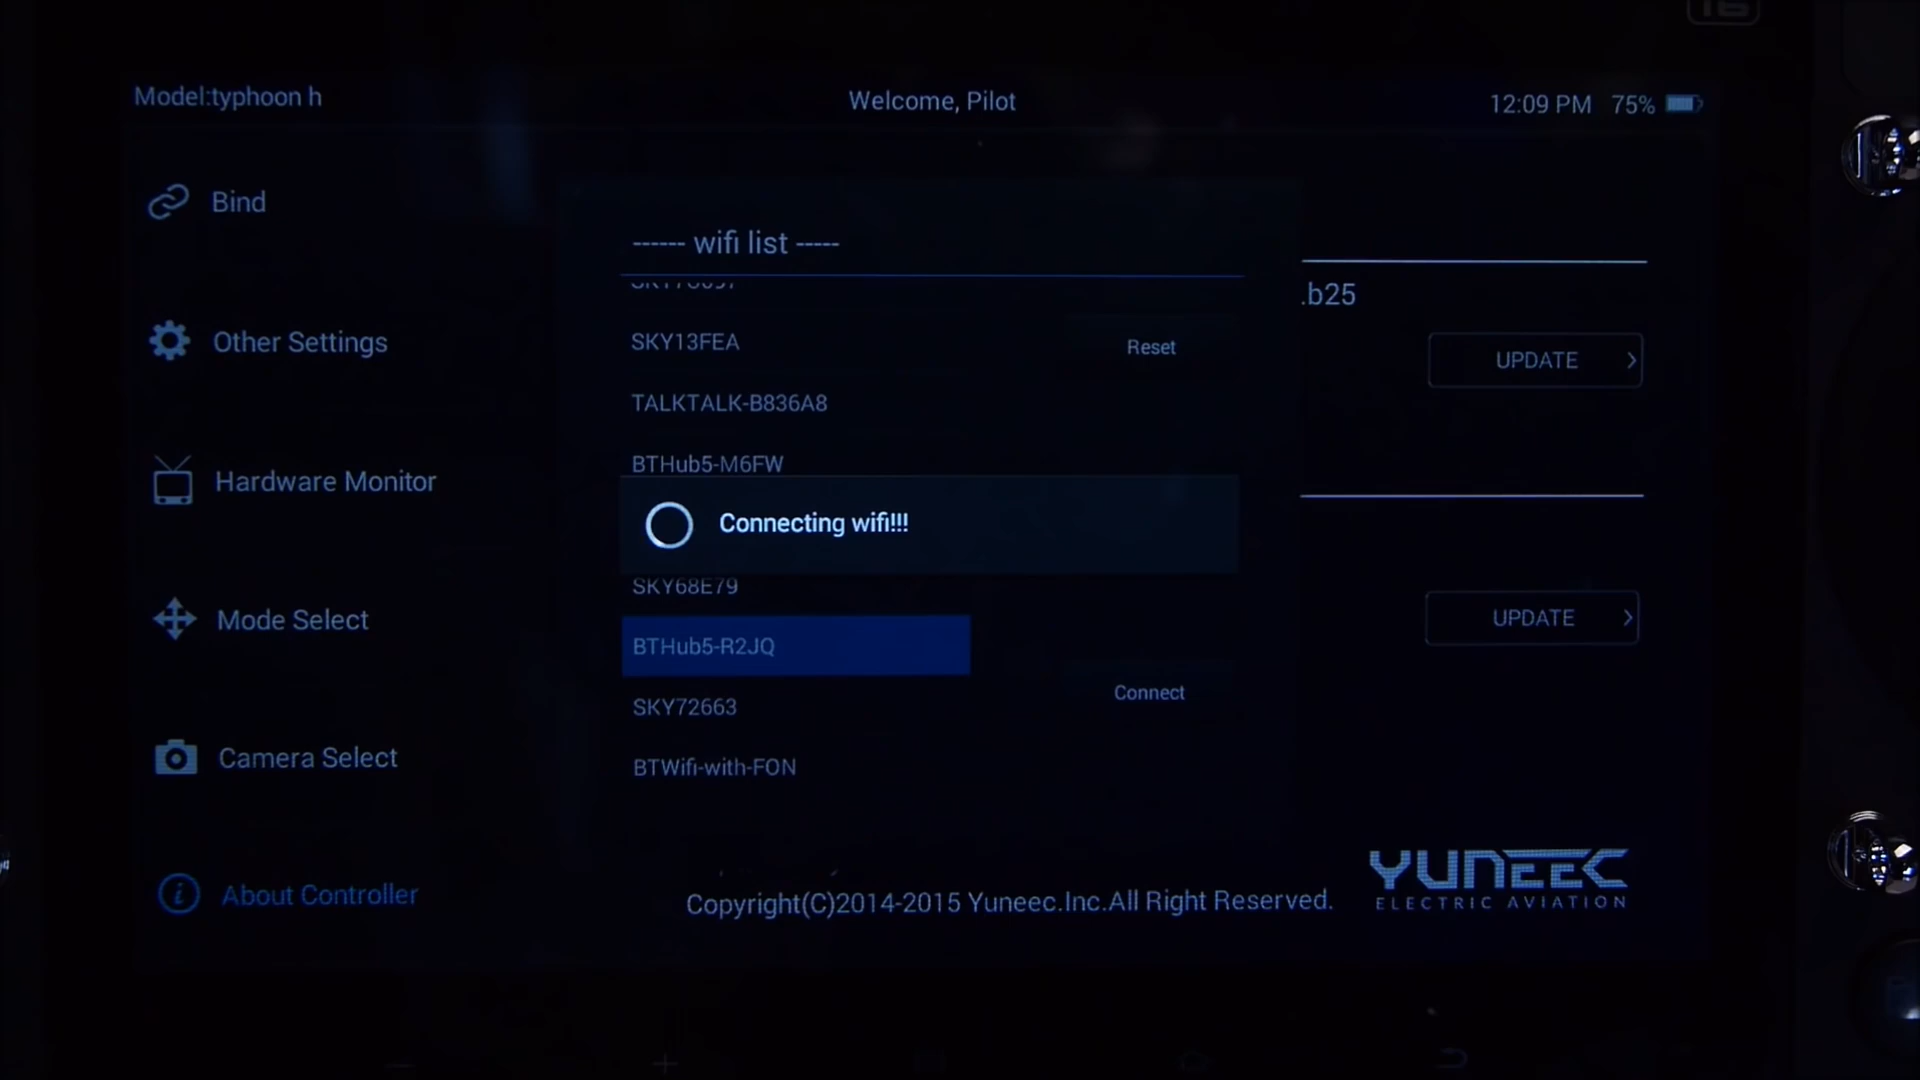 Model:typhoon h
Welcome, Pilot
12:09 PM 75%
Bind
Other Settings
Hardware Monitor
Mode Select
Camera Select
About Controller
------ wifi list -----
SKY13FEA
Reset
TALKTALK-B836A8
BTHub5-M6FW
Connecting wifi!!!
SKY68E79
BTHub5-R2JQ
SKY72663
Connect
BTWifi-with-FON
.b25
UPDATE
UPDATE
Copyright(C)2014-2015 Yuneec.Inc.All Right Reserved.
YUNEEC
ELECTRIC AVIATION